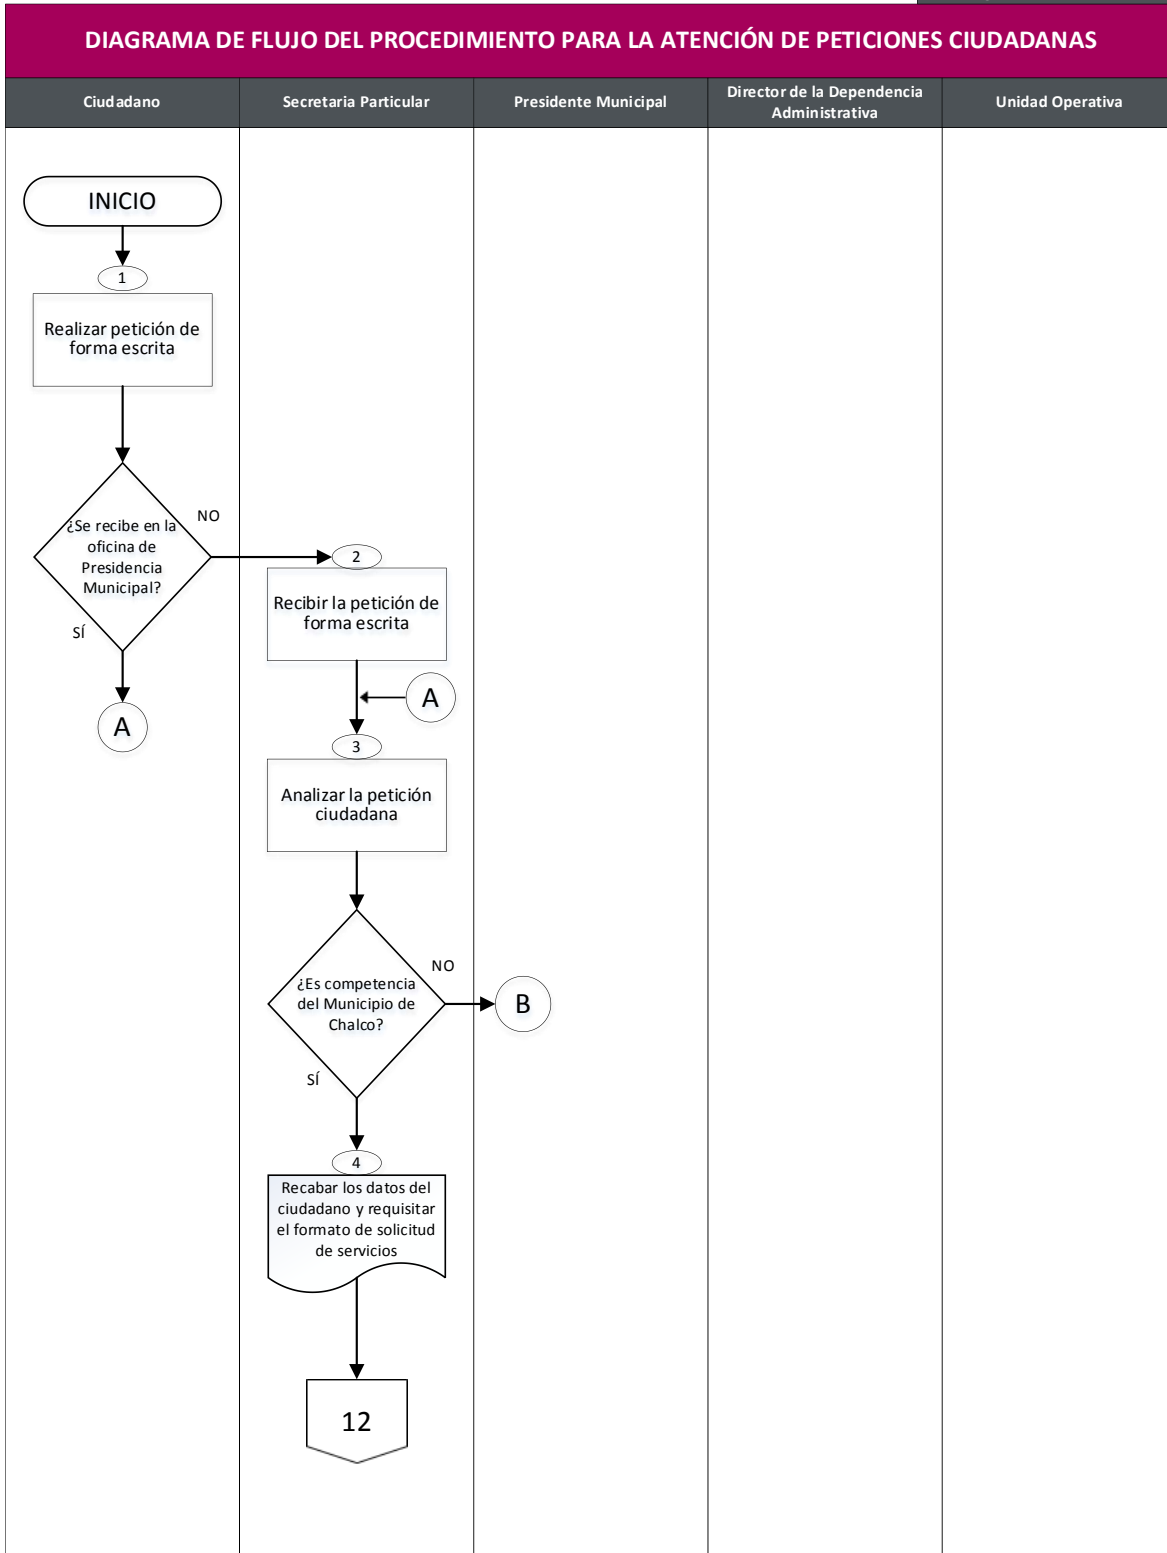 DIAGRAMA DE FLUJO DEL PROCEDIMIENTO PARA LA ATENCIÓN DE PETICIONES CIUDADANAS
Ciudadano
Secretaria Particular
Presidente Municipal
Director de la Dependencia
Administrativa
Unidad Operativa
INICIO
1
Realizar petición de
forma escrita
¿Se recibe en la
oficina de
Presidencia
Municipal?
NO
SÍ
A
2
Recibir la petición de
forma escrita
A
3
Analizar la petición
ciudadana
¿Es competencia
del Municipio de
Chalco?
NO
B
SÍ
4
Recabar los datos del
ciudadano y requisitar
el formato de solicitud
de servicios
12